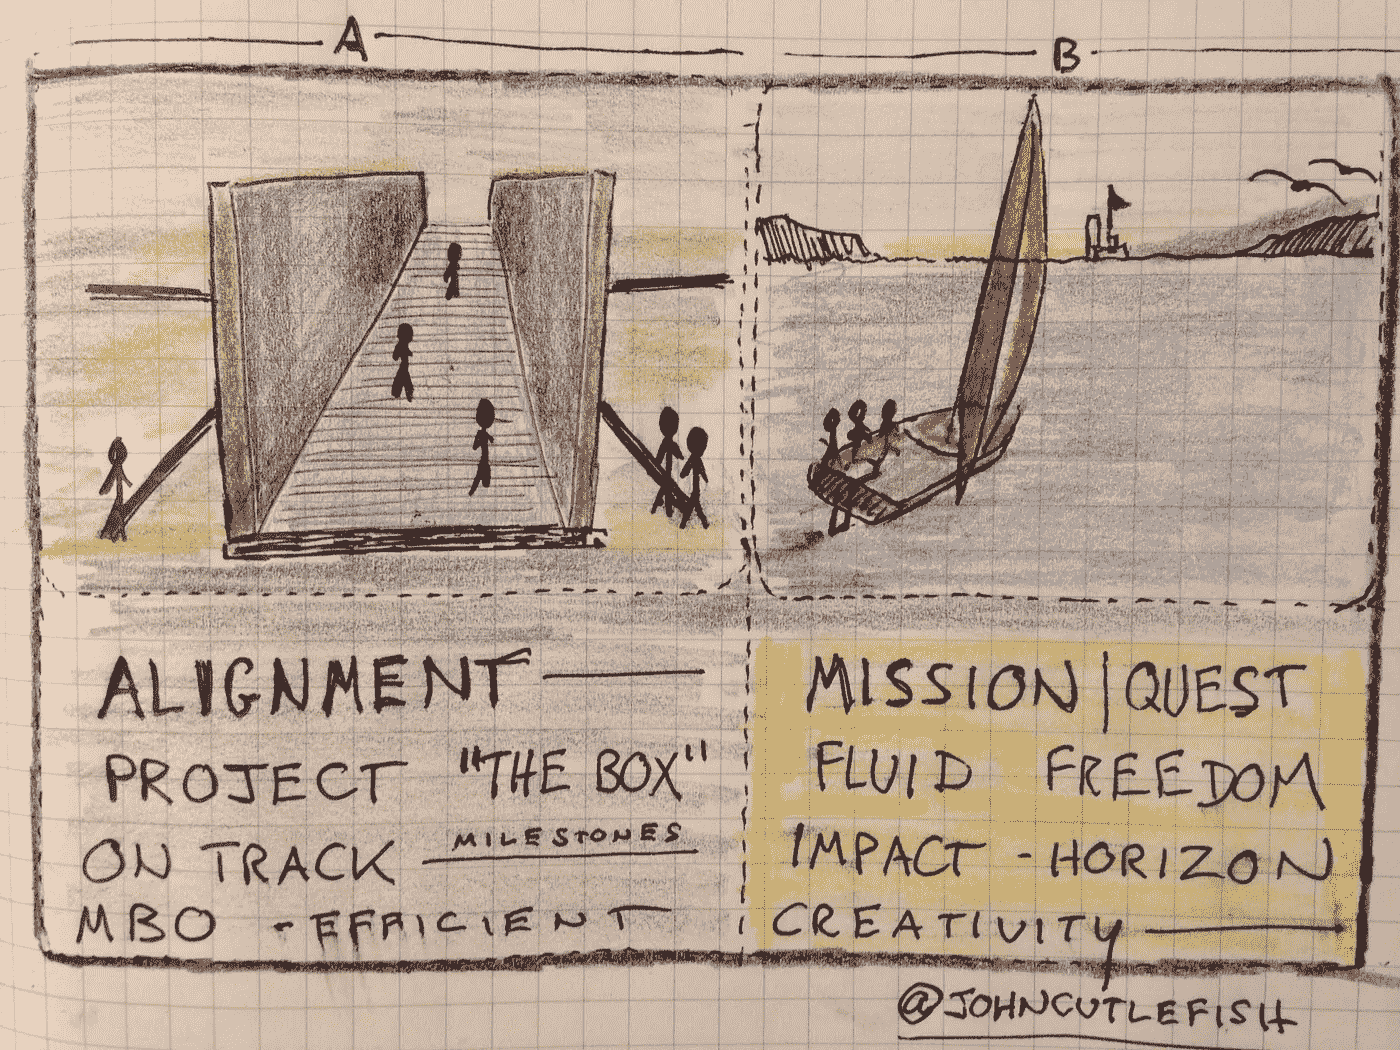 A
B
ALIGNMENT
PROJECT "THE BOX"
ON TRACK MILESTONES
MBO - EFFICIENT
MISSION | QUEST
FLUID FREEDOM
IMPACT - HORIZON
CREATIVITY
@JOHNCUTLEFISH